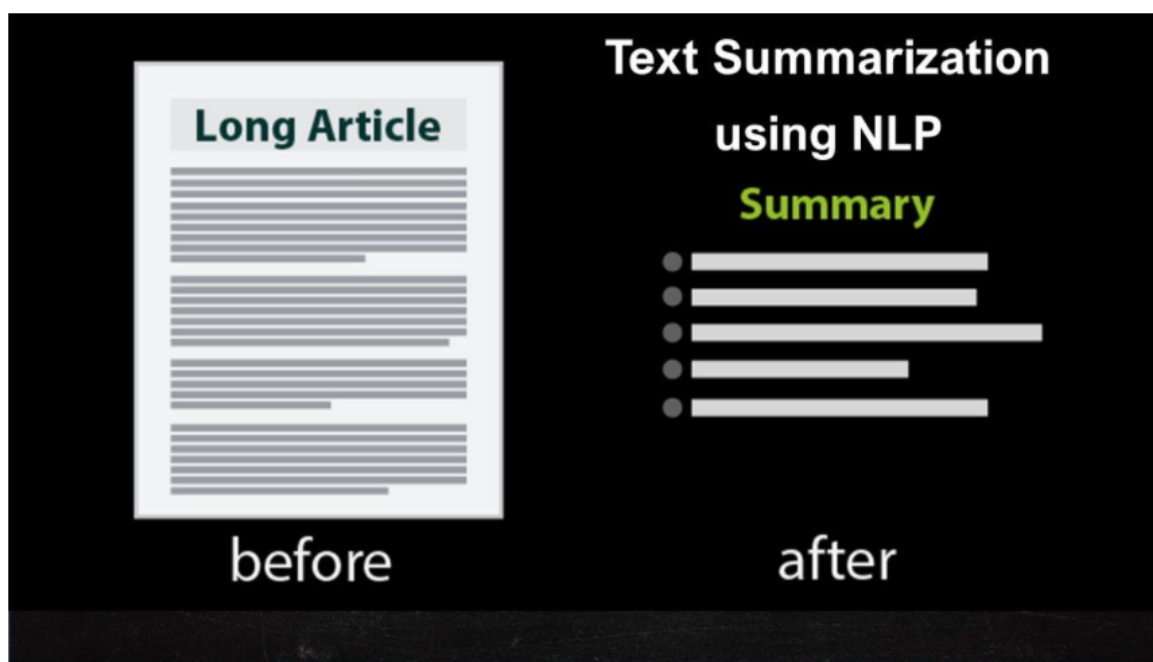 Long Article
before
Text Summarization
using NLP
Summary
after